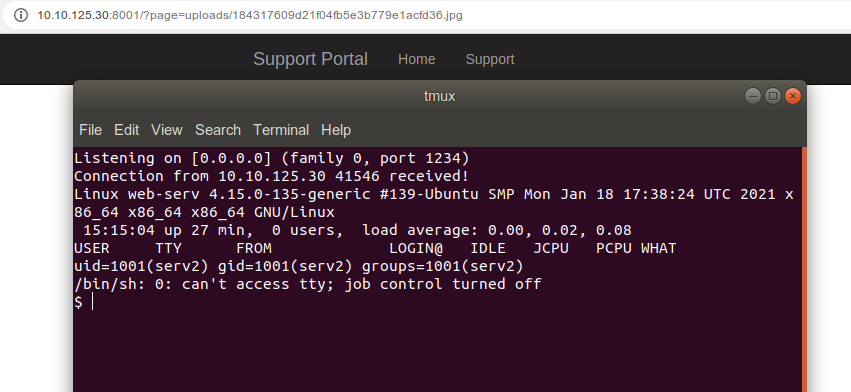 10.10.125.30:8001/?page=uploads/184317609d21f04fb5e3b779e1acfd36.jpg
Support Portal Home Support
tmux
File Edit View Search Terminal Help
Listening on [0.0.0.0] (family 0, port 1234)
Connection from 10.10.125.30 41546 received!
Linux web-serv 4.15.0-135-generic #139-Ubuntu SMP Mon Jan 18 17:38:24 UTC 2021 x
86_64 x86_64 x86_64 GNU/Linux
 15:15:04 up 27 min,  0 users,  load average: 0.00, 0.02, 0.08
USER     TTY      FROM             LOGIN@   IDLE   JCPU   PCPU WHAT
uid=1001(serv2) gid=1001(serv2) groups=1001(serv2)
/bin/sh: 0: can't access tty; job control turned off
$